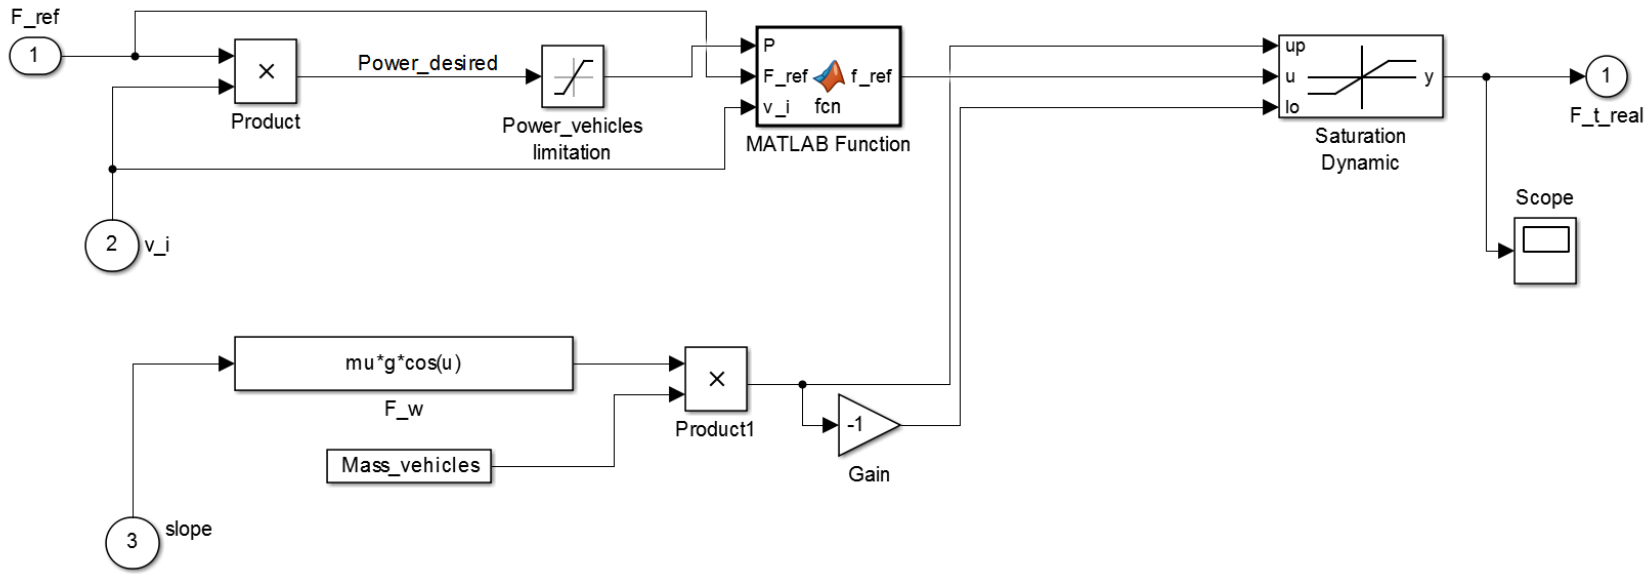 F_ref
1
Product
Power_desired
Power_vehicles
limitation
P
F_ref
f_ref
v_i
fcn
MATLAB Function
up
u
y
lo
Saturation
Dynamic
1
F_t_real
Scope
2
v_i
mu*g*cos(u)
F_w
Mass_vehicles
Product1
-1
Gain
3
slope